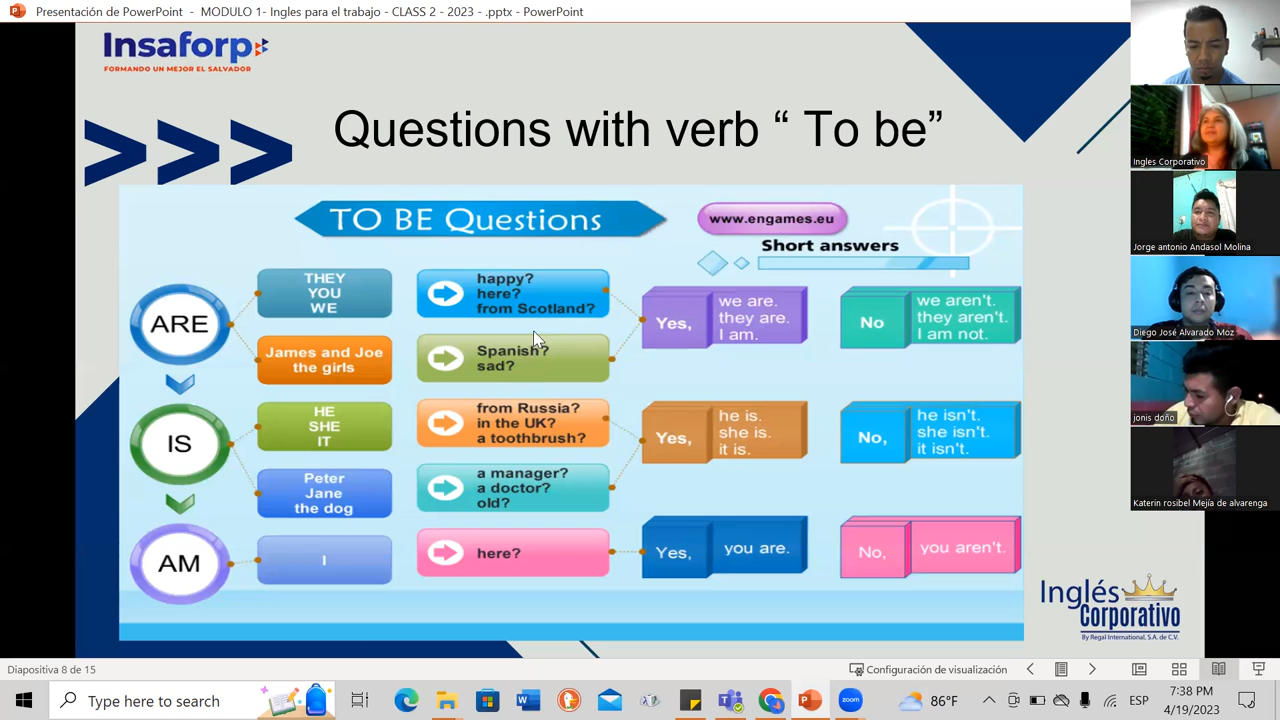 Presentación de PowerPoint - MODULO 1- Ingles para el trabajo - CLASS 2 - 2023 - .pptx - PowerPoint
Insaforp
FORMANDO UN MEJOR EL SALVADOR
Questions with verb “ To be”
TO BE Questions
www.engames.eu
Short answers
ARE
THEY
YOU
WE
James and Joe
the girls
happy?
here?
from Scotland?
Spanish?
sad?
Yes,
we are.
they are.
I am.
No
we aren't.
they aren't.
I am not.
IS
HE
SHE
IT
Peter
Jane
the dog
from Russia?
in the UK?
a toothbrush?
a manager?
a doctor?
old?
Yes,
he is.
she is.
it is.
No,
he isn't.
she isn't.
it isn't.
AM
I
here?
Yes,
you are.
No,
you aren't.
Inglés
Corporativo
By Regal International, S.A. de C.V.
Ingles Corporativo
Jorge antonio Andasol Molina
Diego José Alvarado Moz
jonis doño
Katerin rosibel Mejía de alvarenga
Diapositiva 8 de 15
Configuración de visualización
Type here to search
zoom
86°F
ESP
7:38 PM
4/19/2023